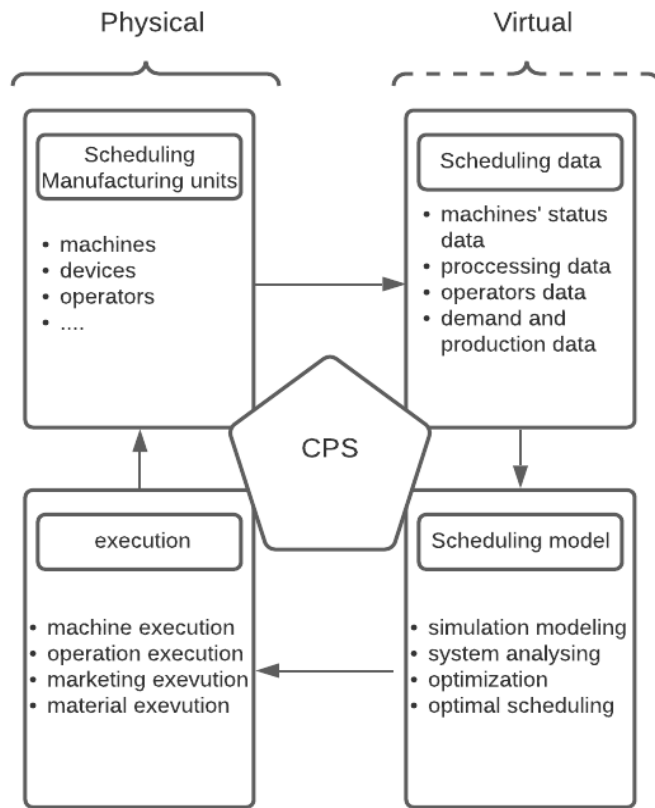 Physical
Virtual
Scheduling
Manufacturing units
• machines
• devices
• operators
• ....
Scheduling data
• machines' status
data
• proccessing data
• operators data
• demand and
production data
CPS
execution
• machine execution
• operation execution
• marketing exevution
• material exevution
Scheduling model
• simulation modeling
• system analysing
• optimization
• optimal scheduling